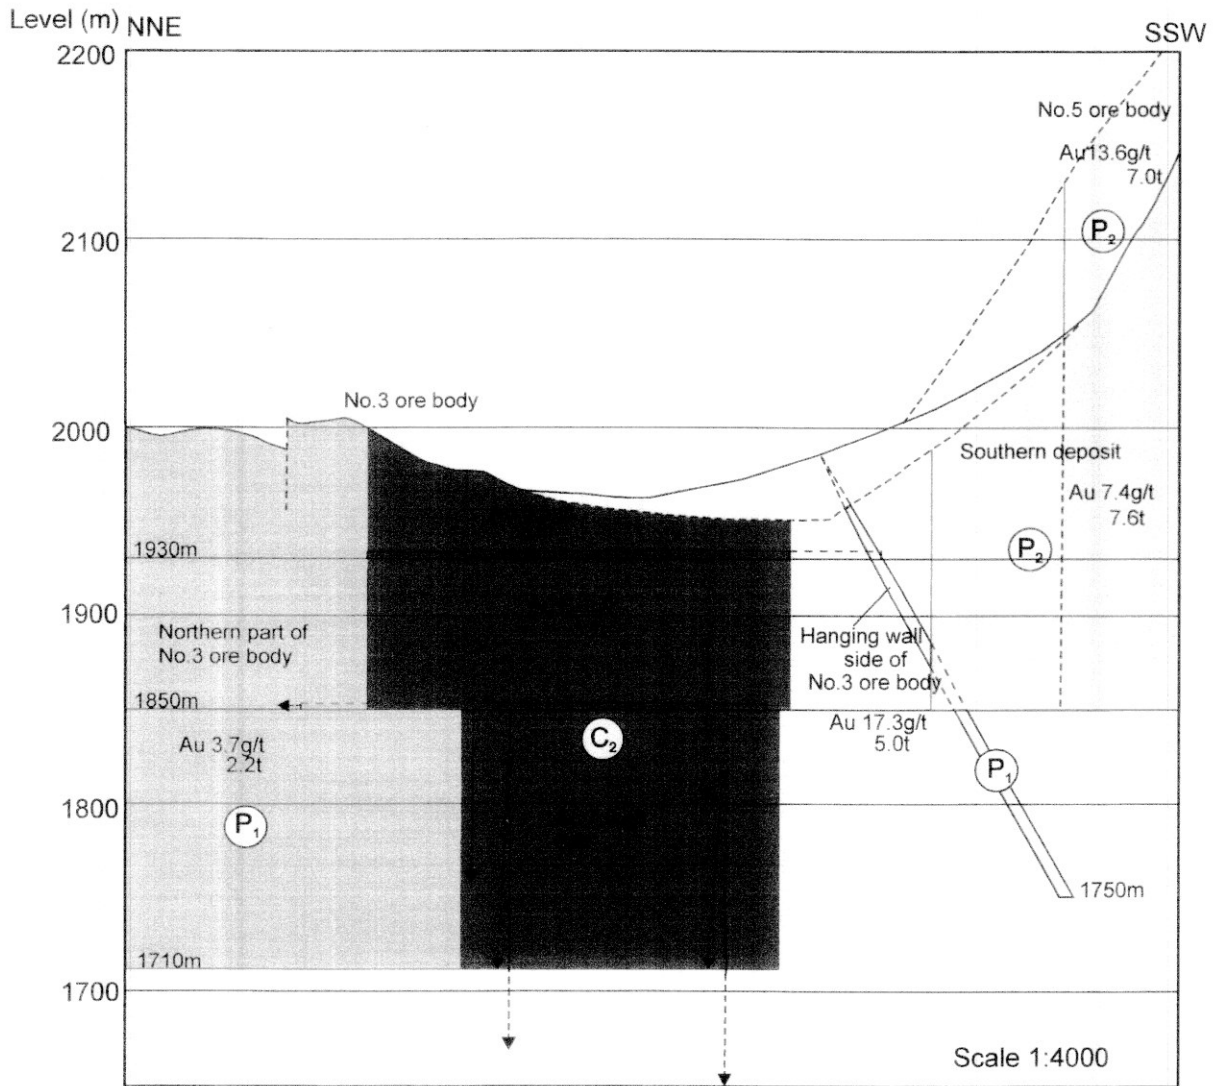 Level (m) NNE
SSW
2200
No.5 ore body
Au 13.6g/t
7.0t
P₂
2100
No.3 ore body
2000
Southern deposit
Au 7.4g/t
7.6t
P₂
1930m
1900
Northern part of
No.3 ore body
Hanging wall
side of
No.3 ore body
1850m
Au 17.3g/t
5.0t
Au 3.7g/t
2.2t
C₂
P₁
1800
P₁
1750m
1710m
1700
Scale 1:4000